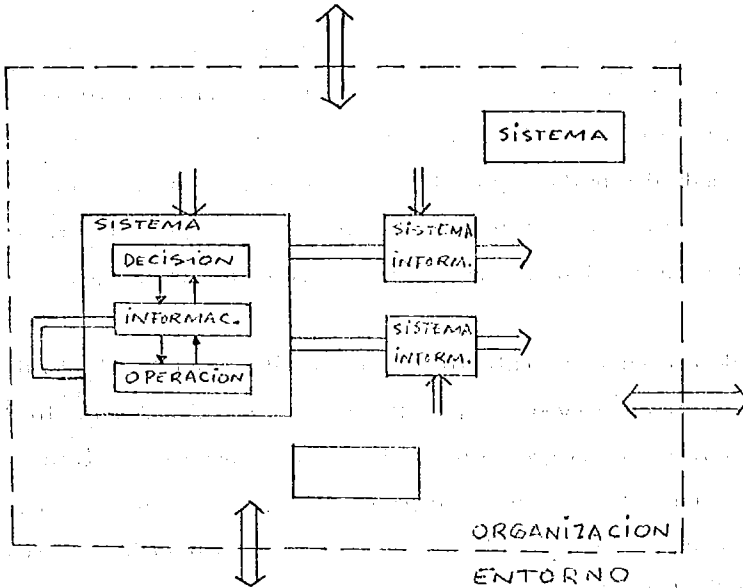 SISTEMA
SISTEMA
DECISION
INFORMAC.
OPERACION
SISTEMA
INFORM.
SISTEMA
INFORM.
ORGANIZACION
ENTORNO